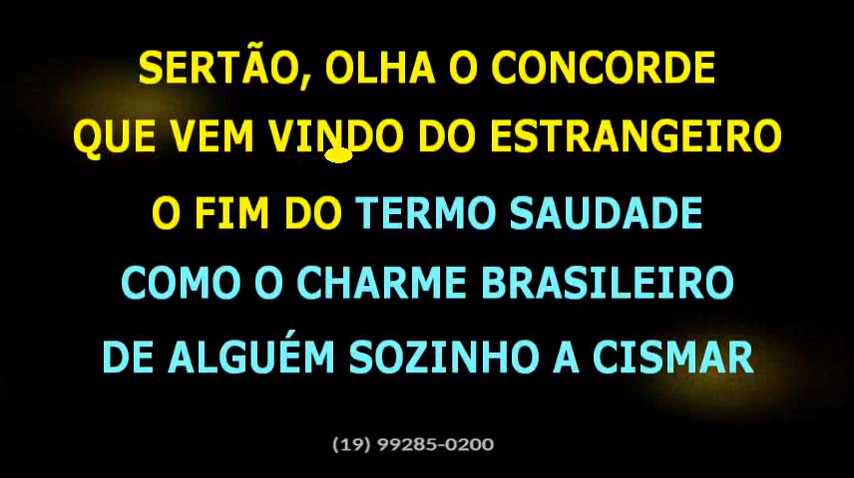 SERTÃO, OLHA O CONCORDE
QUE VEM VINDO DO ESTRANGEIRO
O FIM DO TERMO SAUDADE
COMO O CHARME BRASILEIRO
DE ALGUÉM SOZINHO A CISMAR
(19) 99285-0200